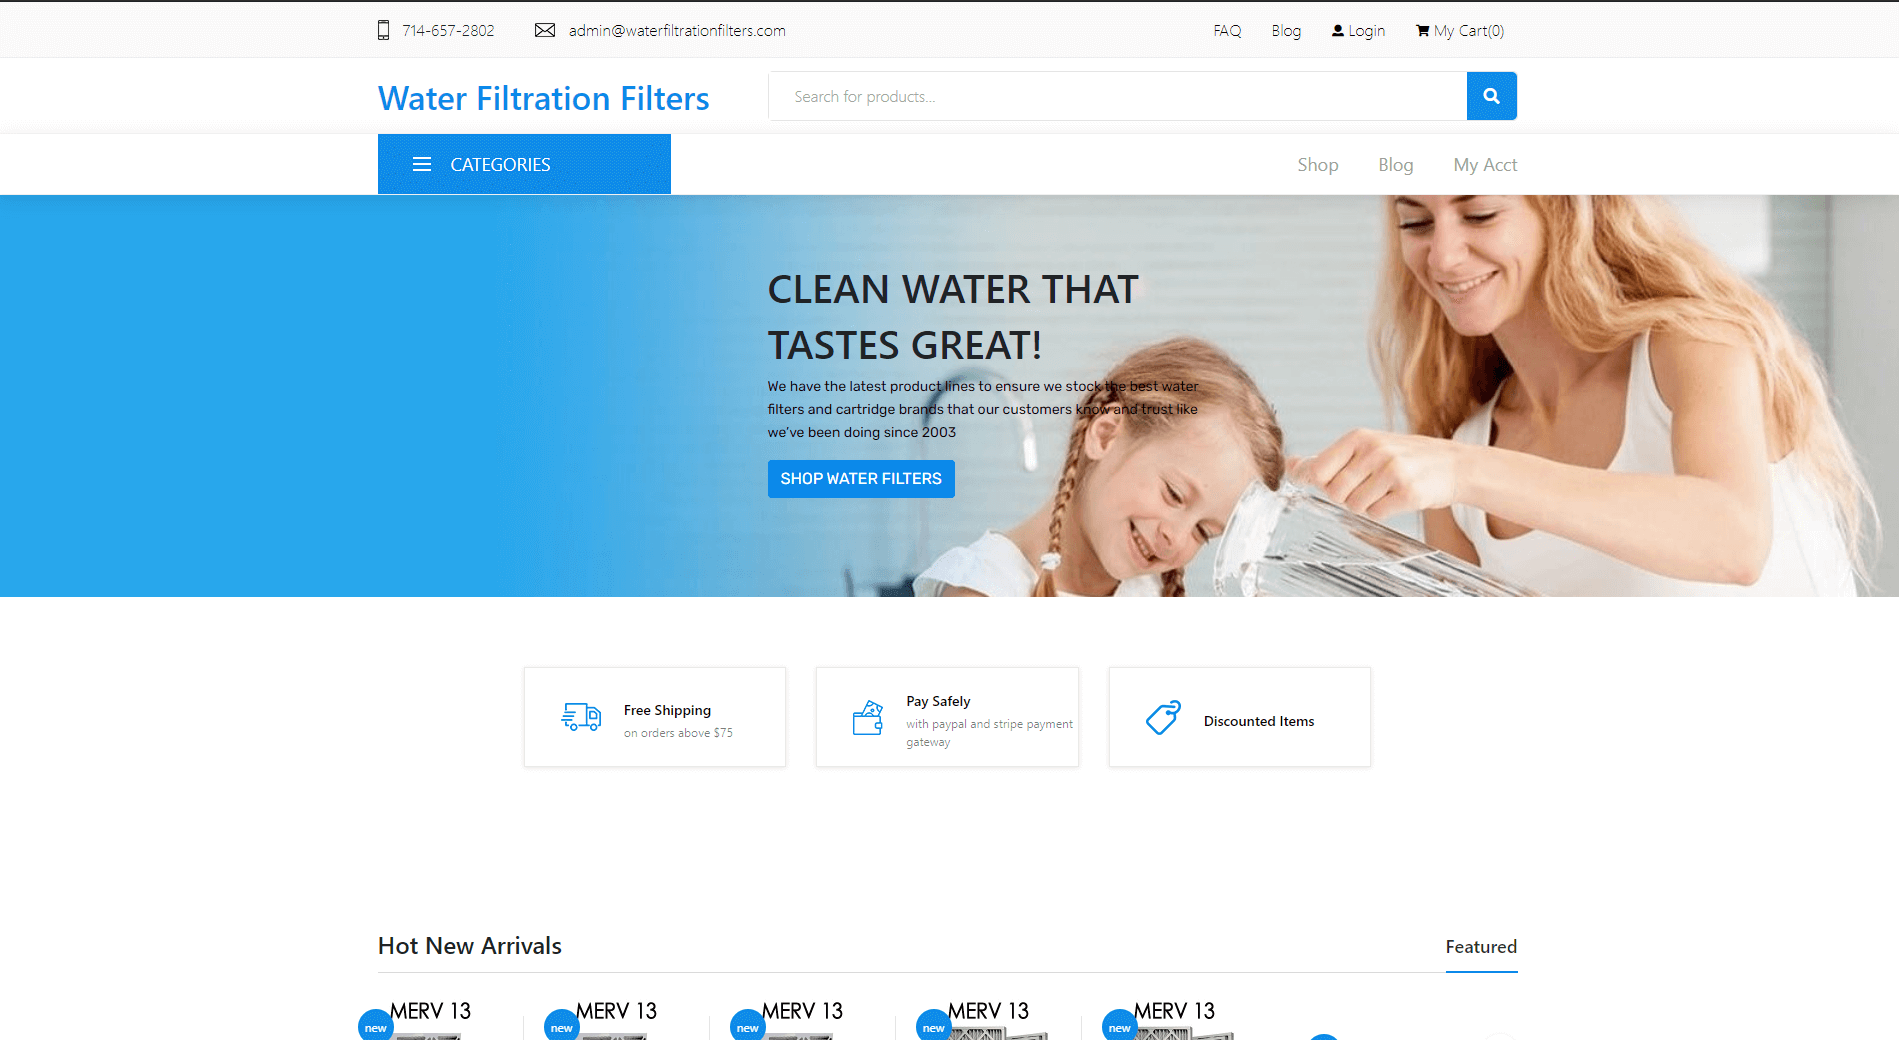 714-657-2802
admin@waterfiltrationfilters.com
FAQ
Blog
Login
My Cart(0)
Water Filtration Filters
Search for products...
CATEGORIES
Shop
Blog
My Acct
CLEAN WATER THAT
TASTES GREAT!
We have the latest product lines to ensure we stock the best water
filters and cartridge brands that our customers know and trust like
we've been doing since 2003
SHOP WATER FILTERS
Free Shipping
on orders above $75
Pay Safely
with paypal and stripe payment
gateway
Discounted Items
Hot New Arrivals
Featured
MERV 13
new
MERV 13
new
MERV 13
new
MERV 13
new
MERV 13
new